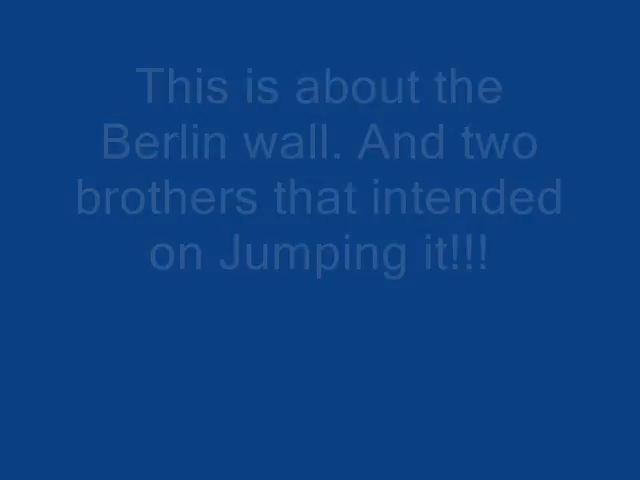 This is about the
Berlin wall. And two
brothers that intended
on Jumping it!!!